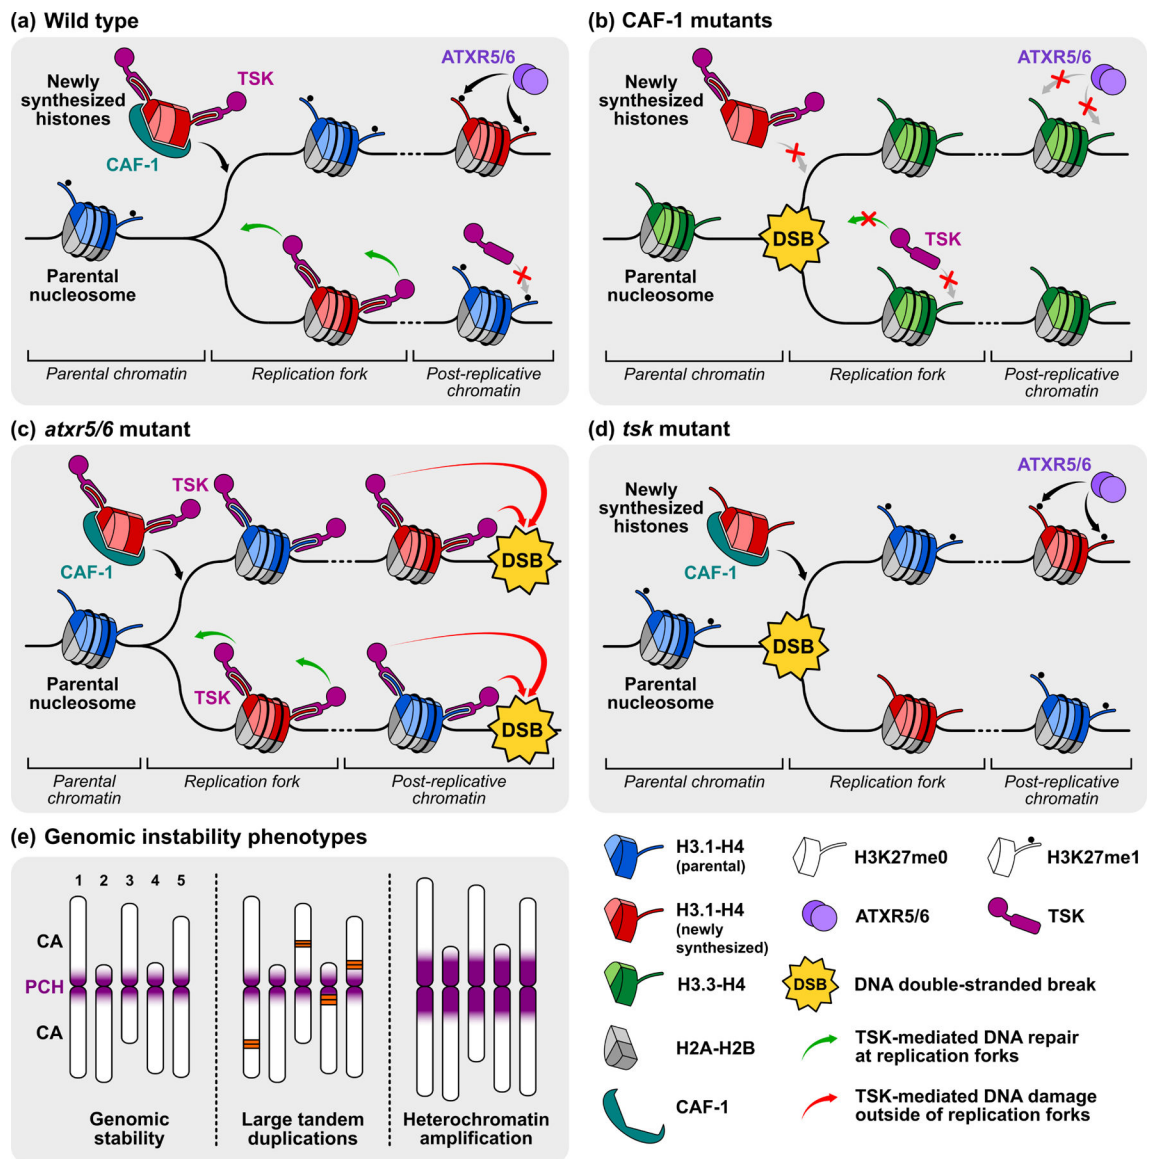 (a) Wild type
Newly
synthesized
histones
TSK
CAF-1
ATXR5/6
Parental
nucleosome
Parental chromatin
Replication fork
Post-replicative
chromatin
(b) CAF-1 mutants
Newly
synthesized
histones
ATXR5/6
DSB
TSK
Parental
nucleosome
Parental chromatin
Replication fork
Post-replicative
chromatin
(c) atxr5/6 mutant
TSK
CAF-1
DSB
Parental
nucleosome
TSK
DSB
Parental
chromatin
Replication fork
Post-replicative
chromatin
(d) tsk mutant
Newly
synthesized
histones
CAF-1
ATXR5/6
DSB
Parental
nucleosome
Parental chromatin
Replication fork
Post-replicative
chromatin
(e) Genomic instability phenotypes
1 2 3 4 5
CA
PCH
CA
Genomic
stability
Large tandem
duplications
Heterochromatin
amplification
H3.1-H4
(parental)
H3K27me0
H3K27me1
H3.1-H4
(newly
synthesized)
ATXR5/6
TSK
H3.3-H4
DSB
DNA double-stranded break
H2A-H2B
TSK-mediated DNA repair
at replication forks
CAF-1
TSK-mediated DNA damage
outside of replication forks